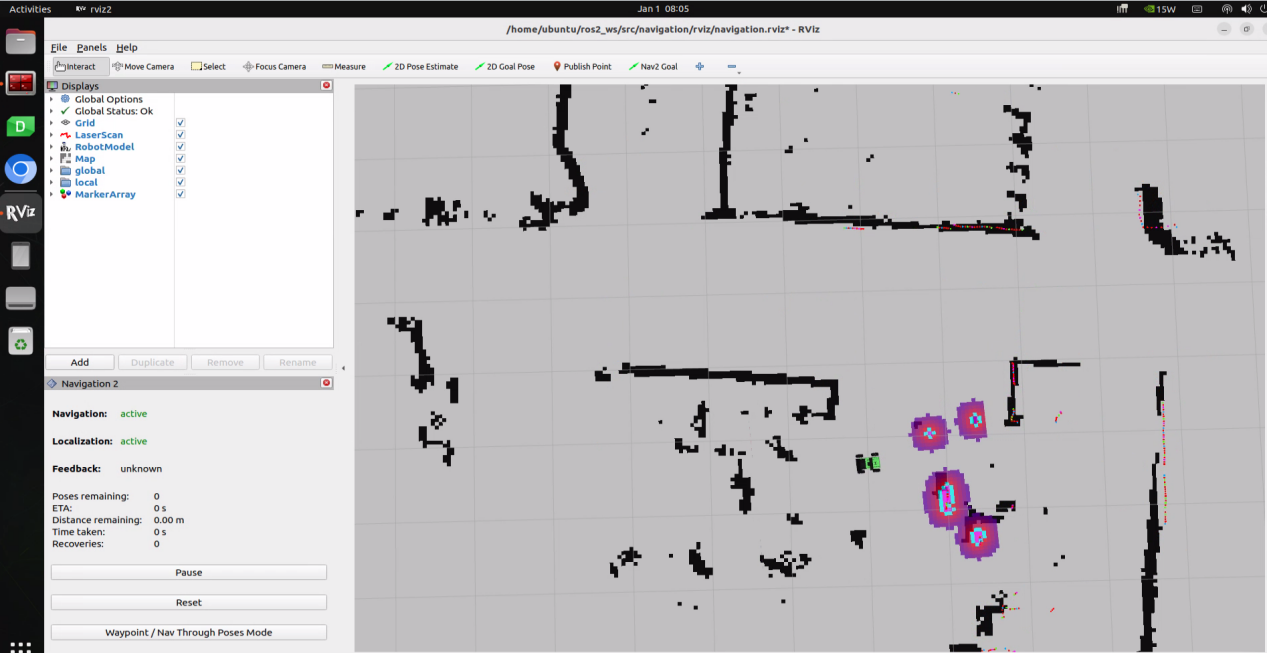 Activities rviz2 Jan 1 08:05 15W
/home/ubuntu/ros2_ws/src/navigation/rviz/navigation.rviz* - RViz
File Panels Help
Interact Move Camera Select Focus Camera Measure 2D Pose Estimate 2D Goal Pose Publish Point Nav2 Goal
Displays
Global Options
Global Status: Ok
Grid
LaserScan
RobotModel
Map
global
local
MarkerArray
D
RViz
Add Duplicate Remove Rename
Navigation 2
Navigation: active
Localization: active
Feedback: unknown
Poses remaining: 0
ETA: 0 s
Distance remaining: 0.00 m
Time taken: 0 s
Recoveries: 0
Pause
Reset
Waypoint / Nav Through Poses Mode